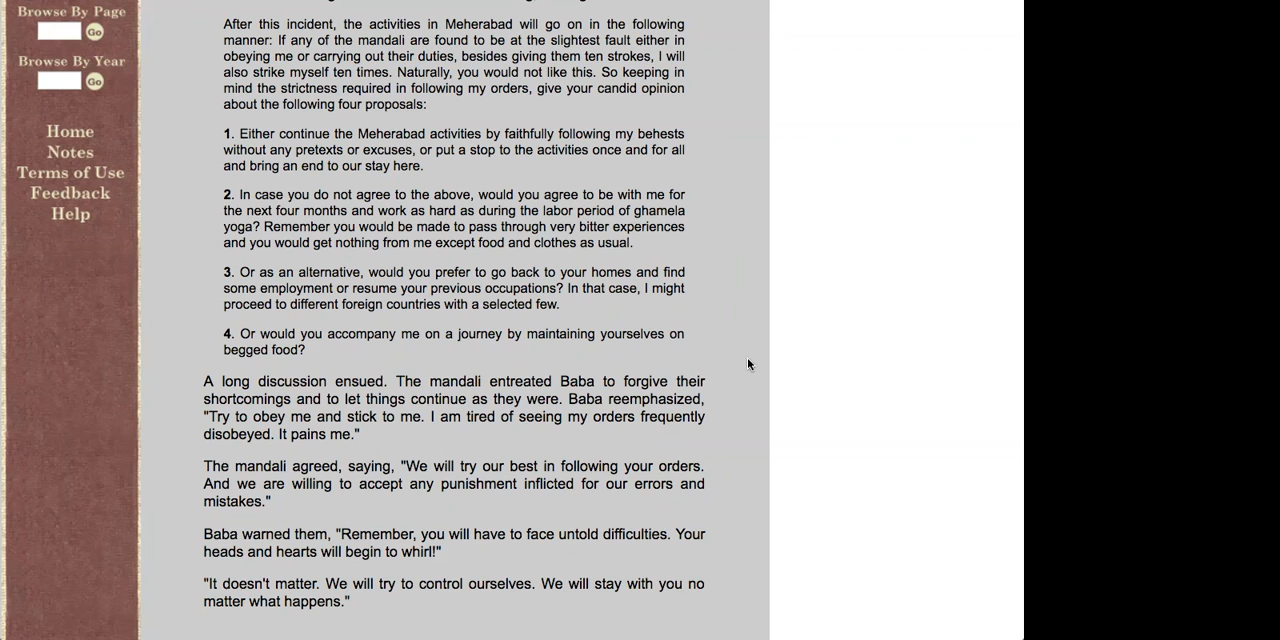 Browse By Page
Go
Browse By Year
Go
Home
Notes
Terms of Use
Feedback
Help
After this incident, the activities in Meherabad will go on in the following
manner: If any of the mandali are found to be at the slightest fault either in
obeying me or carrying out their duties, besides giving them ten strokes, I will
also strike myself ten times. Naturally, you would not like this. So keeping in
mind the strictness required in following my orders, give your candid opinion
about the following four proposals:
1. Either continue the Meherabad activities by faithfully following my behests
without any pretexts or excuses, or put a stop to the activities once and for all
and bring an end to our stay here.
2. In case you do not agree to the above, would you agree to be with me for
the next four months and work as hard as during the labor period of ghamela
yoga? Remember you would be made to pass through very bitter experiences
and you would get nothing from me except food and clothes as usual.
3. Or as an alternative, would you prefer to go back to your homes and find
some employment or resume your previous occupations? In that case, I might
proceed to different foreign countries with a selected few.
4. Or would you accompany me on a journey by maintaining yourselves on
begged food?
A long discussion ensued. The mandali entreated Baba to forgive their
shortcomings and to let things continue as they were. Baba reemphasized,
"Try to obey me and stick to me. I am tired of seeing my orders frequently
disobeyed. It pains me."
The mandali agreed, saying, "We will try our best in following your orders.
And we are willing to accept any punishment inflicted for our errors and
mistakes."
Baba warned them, "Remember, you will have to face untold difficulties. Your
heads and hearts will begin to whirl!"
"It doesn't matter. We will try to control ourselves. We will stay with you no
matter what happens."